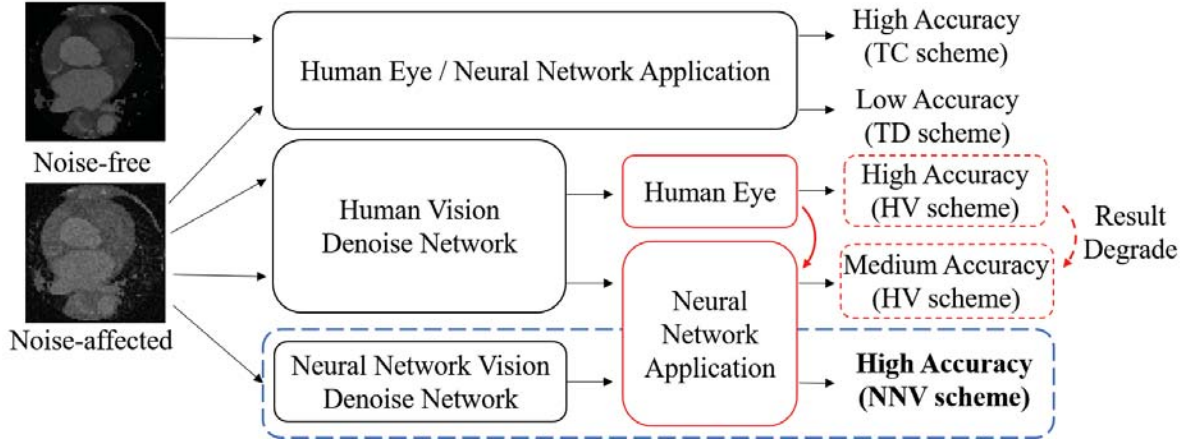 Noise-free
Noise-affected
Human Eye / Neural Network Application
High Accuracy
(TC scheme)
Low Accuracy
(TD scheme)
Human Vision
Denoise Network
Human Eye
High Accuracy
(HV scheme)
Result
Degrade
Neural
Network
Application
Medium Accuracy
(HV scheme)
Neural Network Vision
Denoise Network
High Accuracy
(NNV scheme)